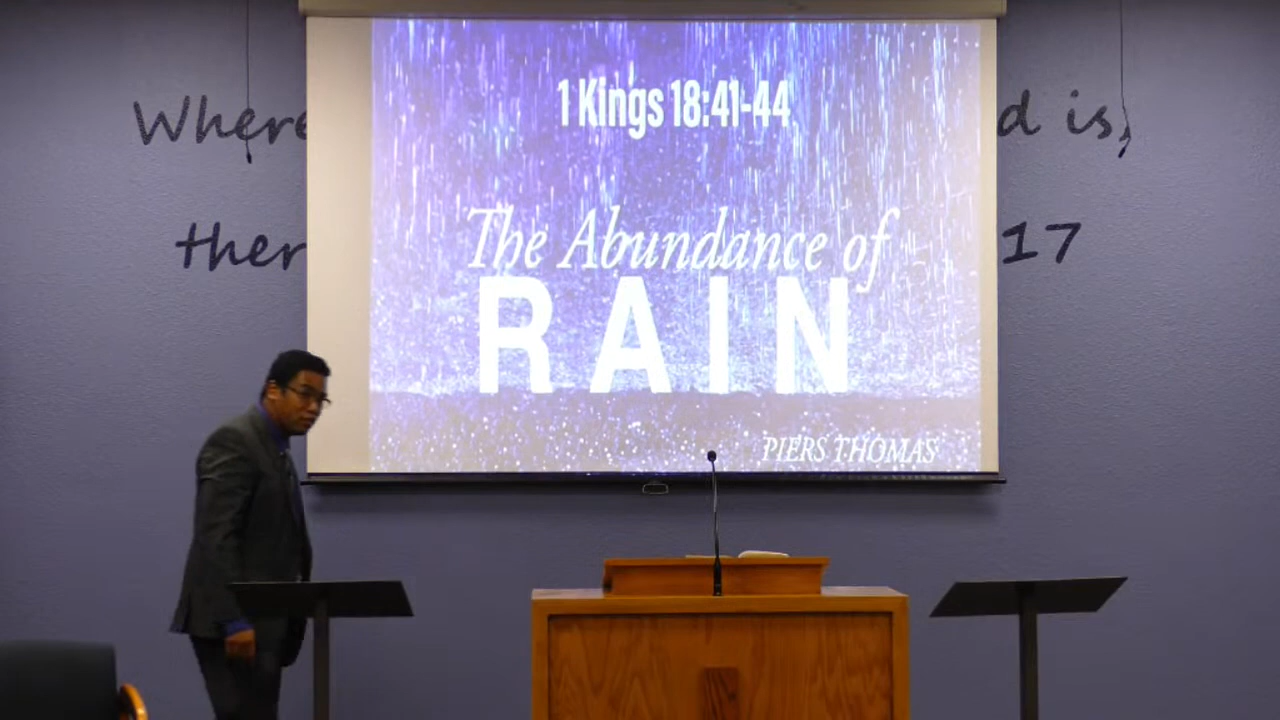 Where d is,
1 Kings 18:41-44
ther 17
The Abundance of
RAIN
PIERS THOMAS